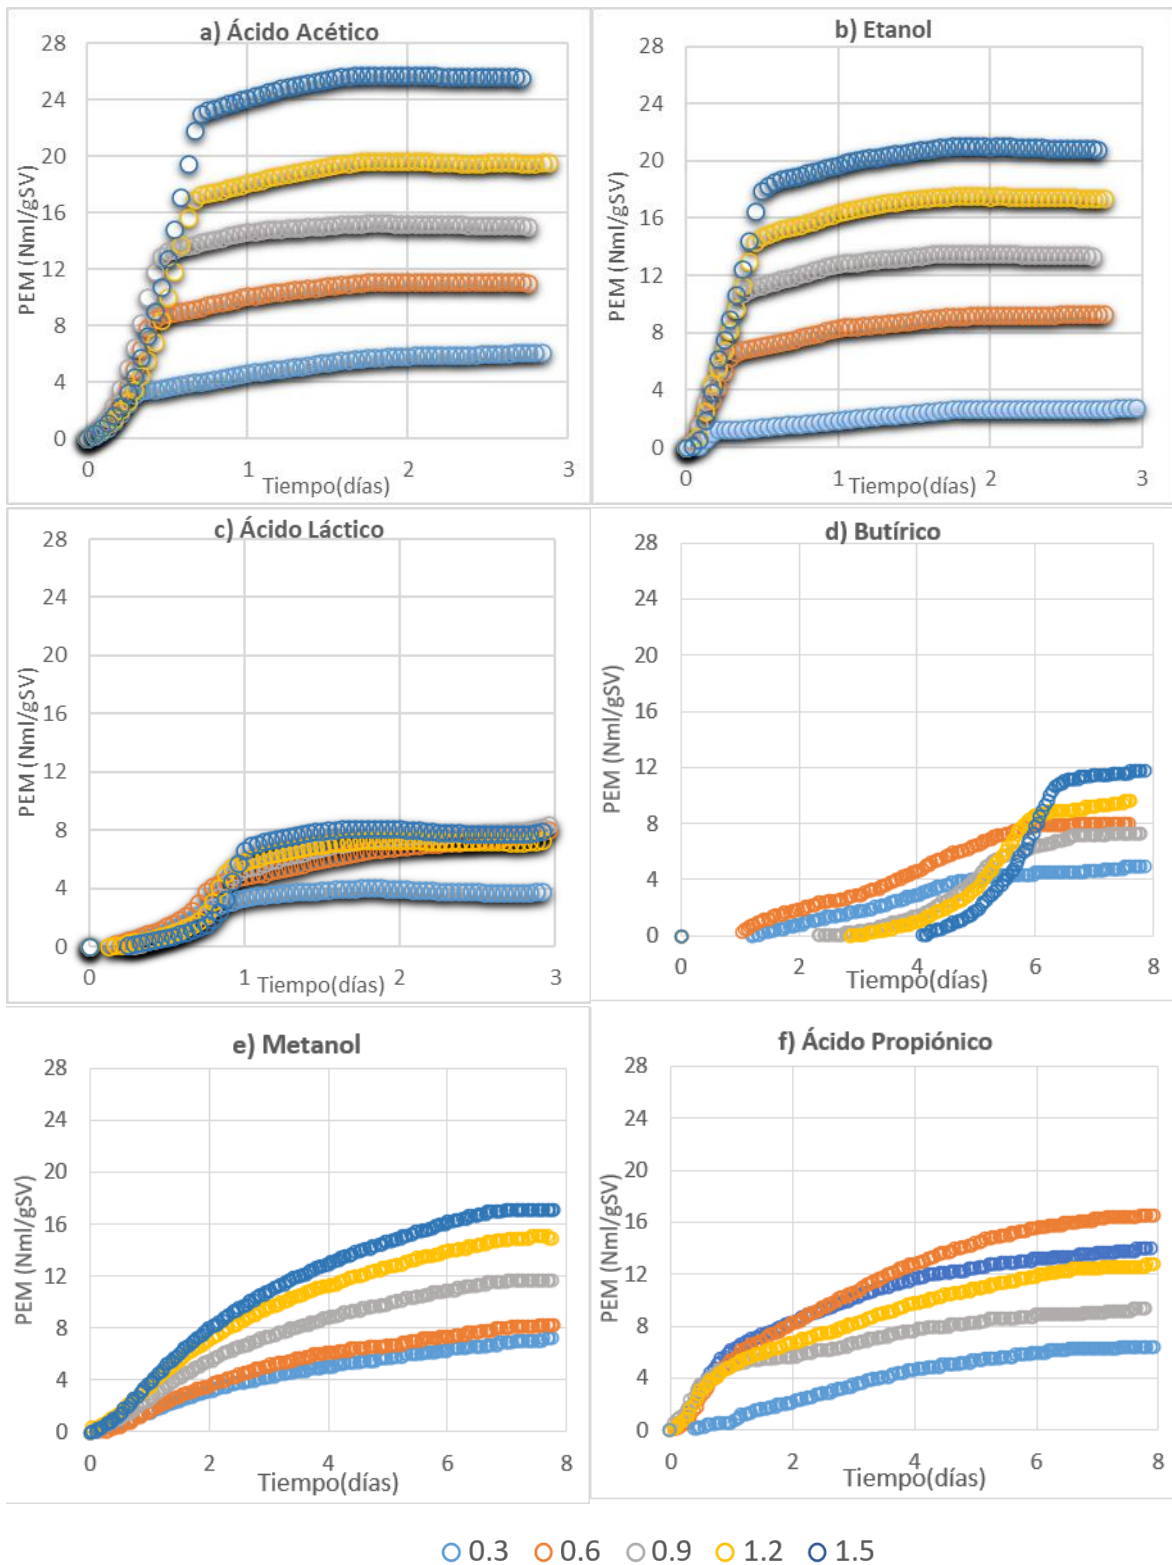 a) Ácido Acético
PEM (Nml/gSV)
28
24
20
16
12
8
4
0
0 1 2 3
Tiempo(días)
b) Etanol
PEM (Nml/gSV)
28
24
20
16
12
8
4
0
0 1 2 3
Tiempo(días)
c) Ácido Láctico
PEM (Nml/gSV)
28
24
20
16
12
8
4
0
0 1 2 3
Tiempo(días)
d) Butírico
PEM (Nml/gSV)
28
24
20
16
12
8
4
0
0 2 4 6 8
Tiempo(días)
e) Metanol
PEM (Nml/gSV)
28
24
20
16
12
8
4
0
0 2 4 6 8
Tiempo(días)
f) Ácido Propiónico
PEM (Nml/gSV)
28
24
20
16
12
8
4
0
0 2 4 6 8
Tiempo(días)
0.3 0.6 0.9 1.2 1.5